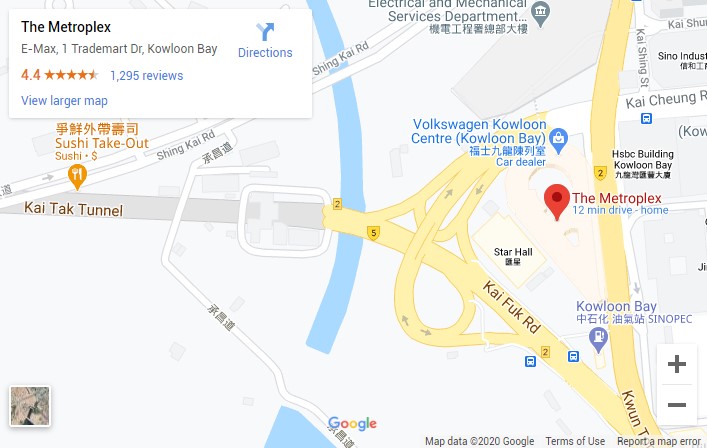 The Metroplex
E-Max, 1 Trademart Dr, Kowloon Bay
4.4
1,295 reviews
View larger map
Directions
Electrical and Mechanical
Services Department...
機電工程署總部大樓
Kai Shing St
Sino Indust
信和工商
Shing Kai Rd
Kai Cheung R
爭鮮外帶壽司
Sushi Take-Out
Sushi • $
Shing Kai Rd
承昌道
Volkswagen Kowloon
Centre (Kowloon Bay)
福士九龍陳列室
Car dealer
(Kow
Hsbc Building
Kowloon Bay
九龍灣匯豐大廈
2
The Metroplex
12 min drive - home
Kai Tak Tunnel
2
5
Star Hall
匯星
Kai Fuk Rd
承昌道
Kowloon Bay
中石化 油氣站 SINOPEC
2
Kwun T
承昌道
+
−
Google
Map data ©2020 Google
Terms of Use
Report a map error